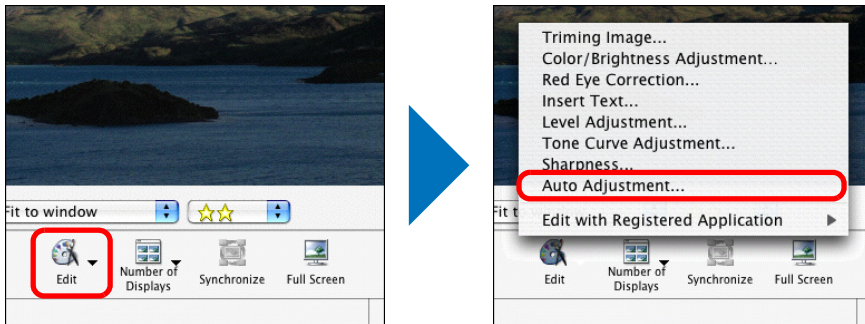 Fit to window
Edit
Number of
Displays
Synchronize
Full Screen
Triming Image...
Color/Brightness Adjustment...
Red Eye Correction...
Insert Text...
Level Adjustment...
Tone Curve Adjustment...
Sharpness...
Auto Adjustment...
Edit with Registered Application
Fit t
Edit
Number of
Displays
Synchronize
Full Screen